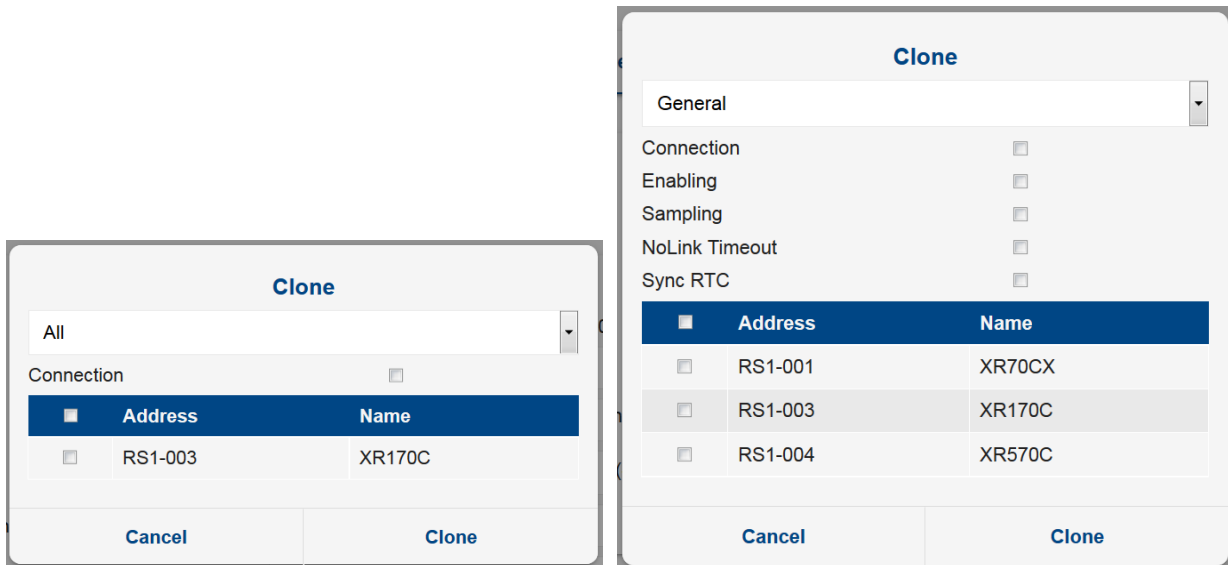 Clone
All
Connection
Address Name
RS1-003 XR170C
Cancel Clone
Clone
General
Connection
Enabling
Sampling
NoLink Timeout
Sync RTC
Address Name
RS1-001 XR70CX
RS1-003 XR170C
RS1-004 XR570C
Cancel Clone